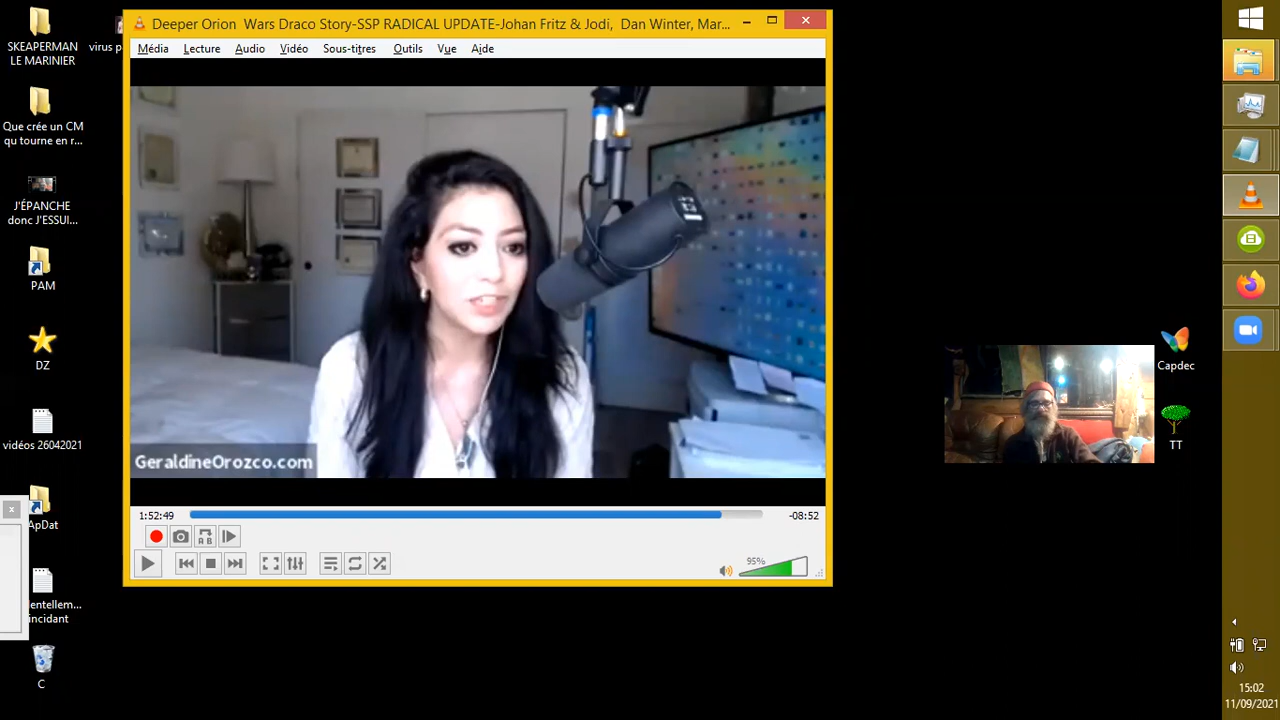 SKEAPERMAN
LE MARINIER
virus p
Que crée un CM
qu tourne en r...
J'ÉPANCHE
donc J'ESSUI...
PAM
DZ
vidéos 26042021
x
ApDat
entellem...
incidant
C
Deeper Orion Wars Draco Story-SSP RADICAL UPDATE-Johan Fritz & Jodi, Dan Winter, Mar...
Média Lecture Audio Vidéo Sous-titres Outils Vue Aide
GeraldineOrozco.com
1:52:49
-08:52
A B
95%
Capdec
TT
15:02
11/09/2021